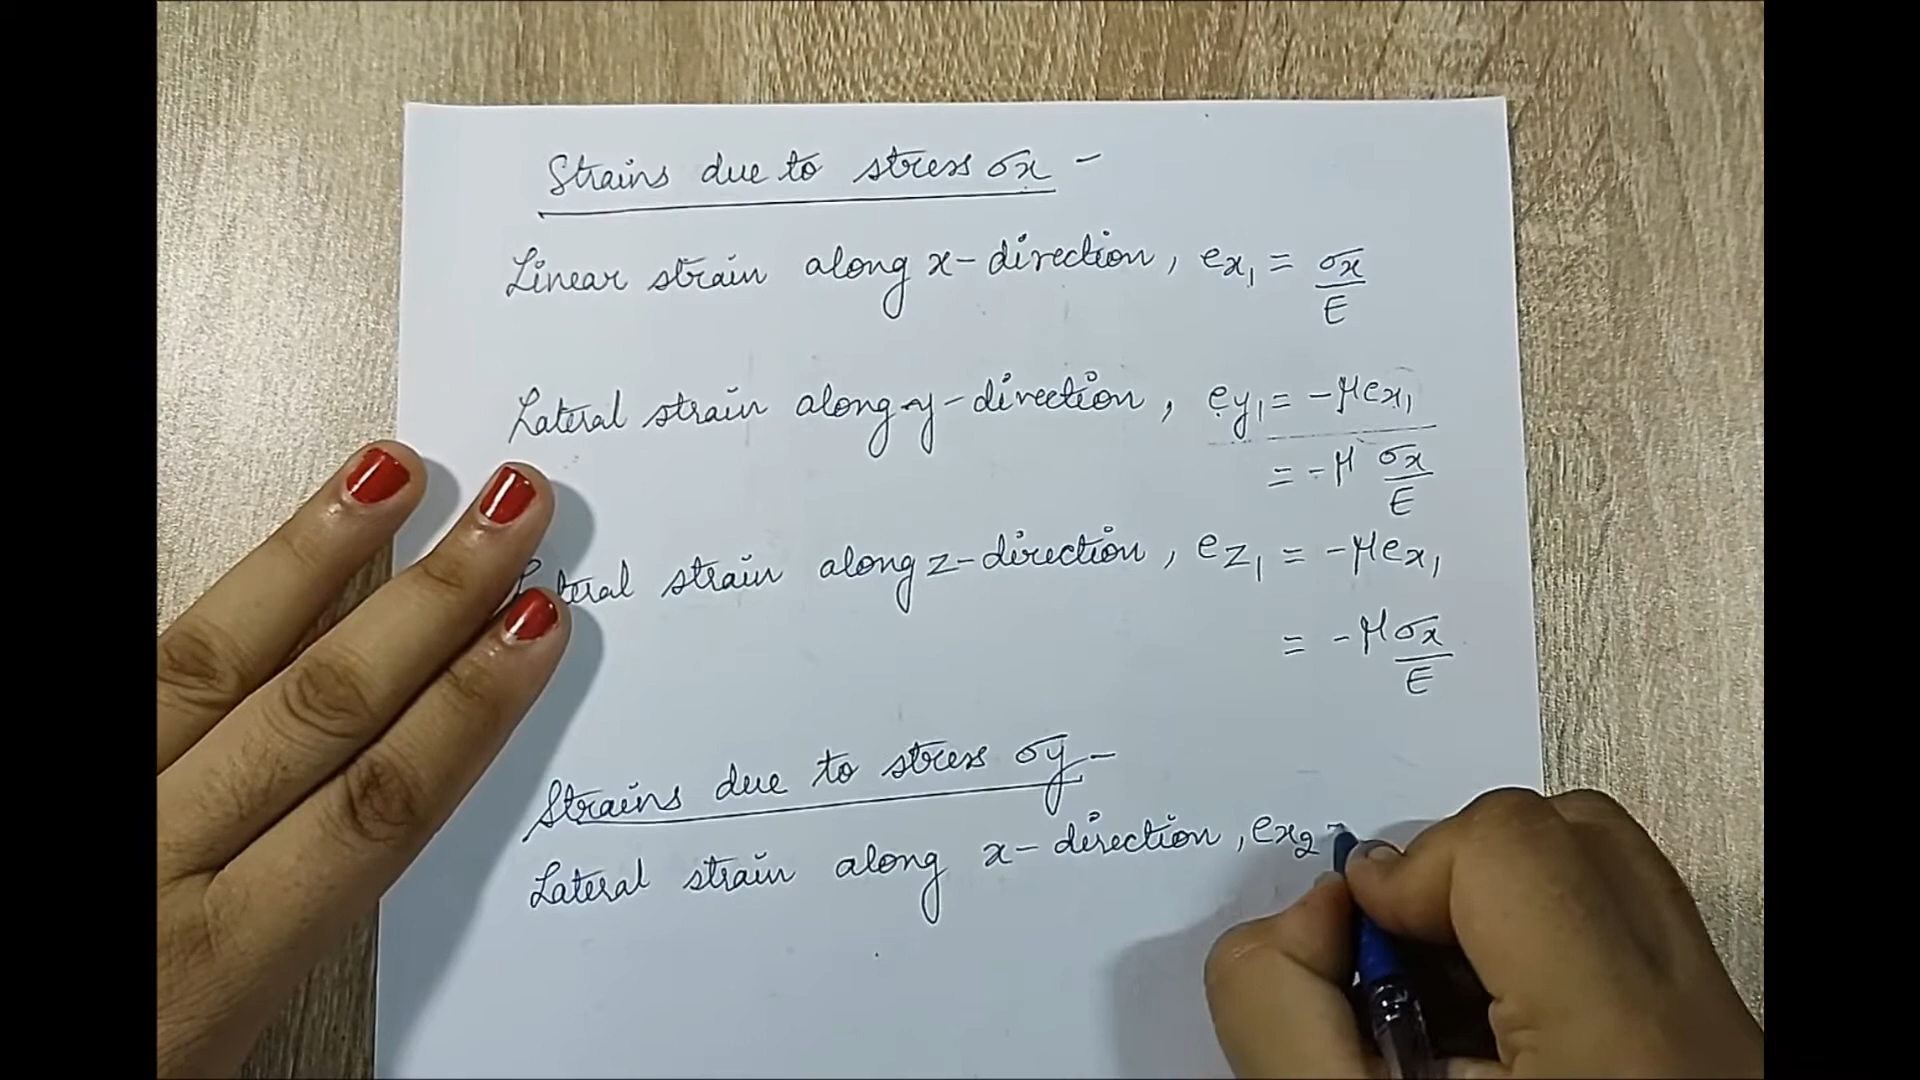 Strains due to stress σx –
Linear strain along x-direction, ex1 = σx/E
Lateral strain along y-direction, ey1 = -μex1
= -μ σx/E
Lateral strain along z-direction, ez1 = -μex1
= -μ σx/E
Strains due to stress σy –
Lateral strain along x-direction, ex2 =